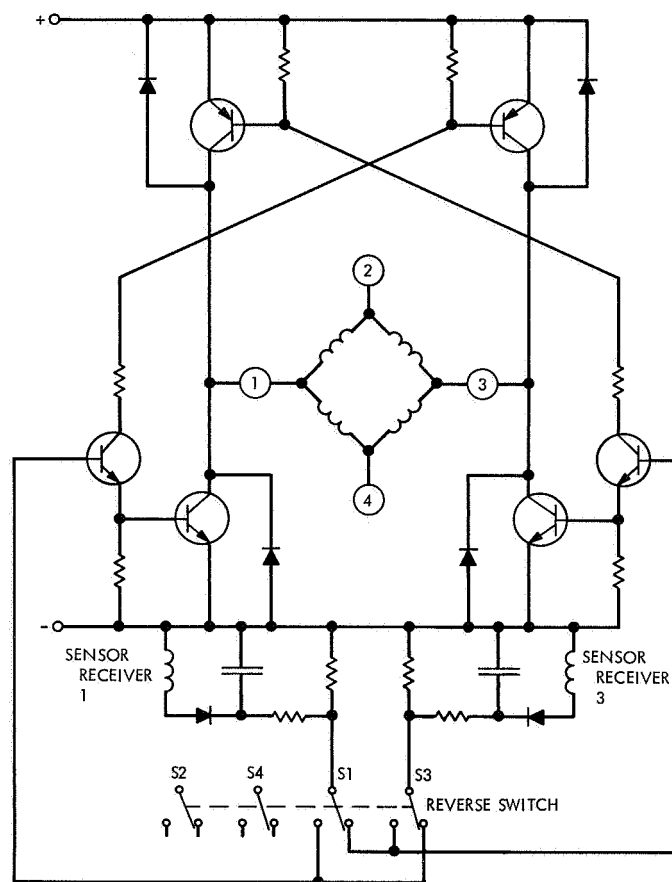 +
2
1
3
4
-
SENSOR
RECEIVER
1
SENSOR
RECEIVER
3
S2
S4
S1
S3
REVERSE SWITCH